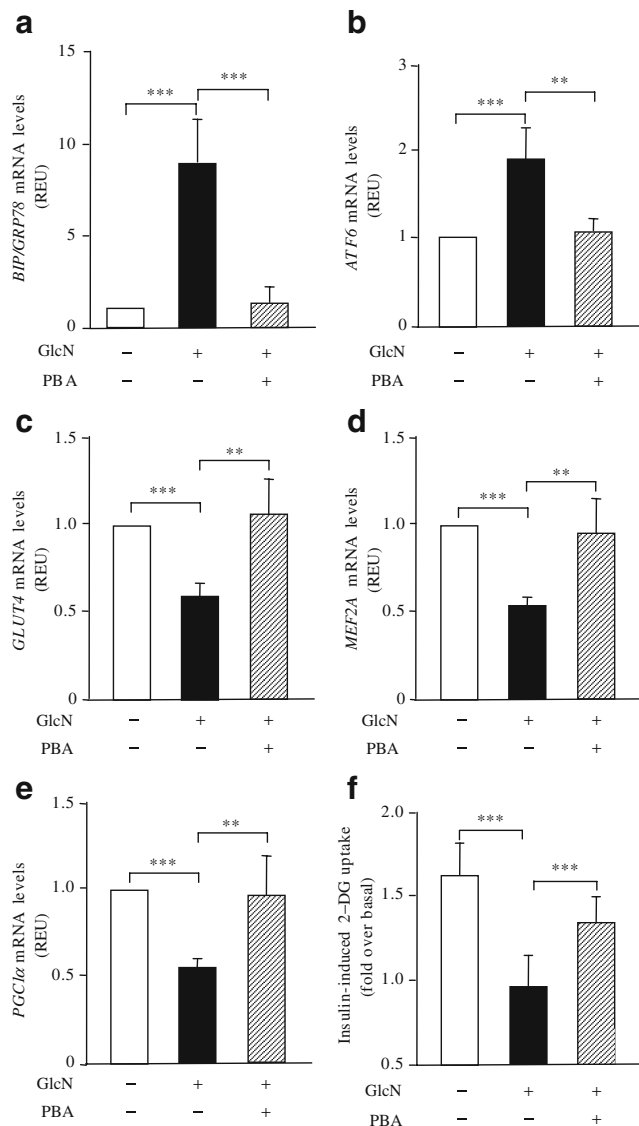 a
15
10
5
0
BIP/GRP78 mRNA levels
(REU)
*** ***
GlcN – + +
PBA – – +
b
3
2
1
0
ATF6 mRNA levels
(REU)
*** **
GlcN – + +
PBA – – +
c
1.5
1.0
0.5
0
GLUT4 mRNA levels
(REU)
*** **
GlcN – + +
PBA – – +
d
1.5
1.0
0.5
0
MEF2A mRNA levels
(REU)
*** **
GlcN – + +
PBA – – +
e
1.5
1.0
0.5
0
PGC1α mRNA levels
(REU)
*** **
GlcN – + +
PBA – – +
f
2.0
1.5
1.0
0.5
Insulin-induced 2–DG uptake
(fold over basal)
*** ***
GlcN – + +
PBA – – +